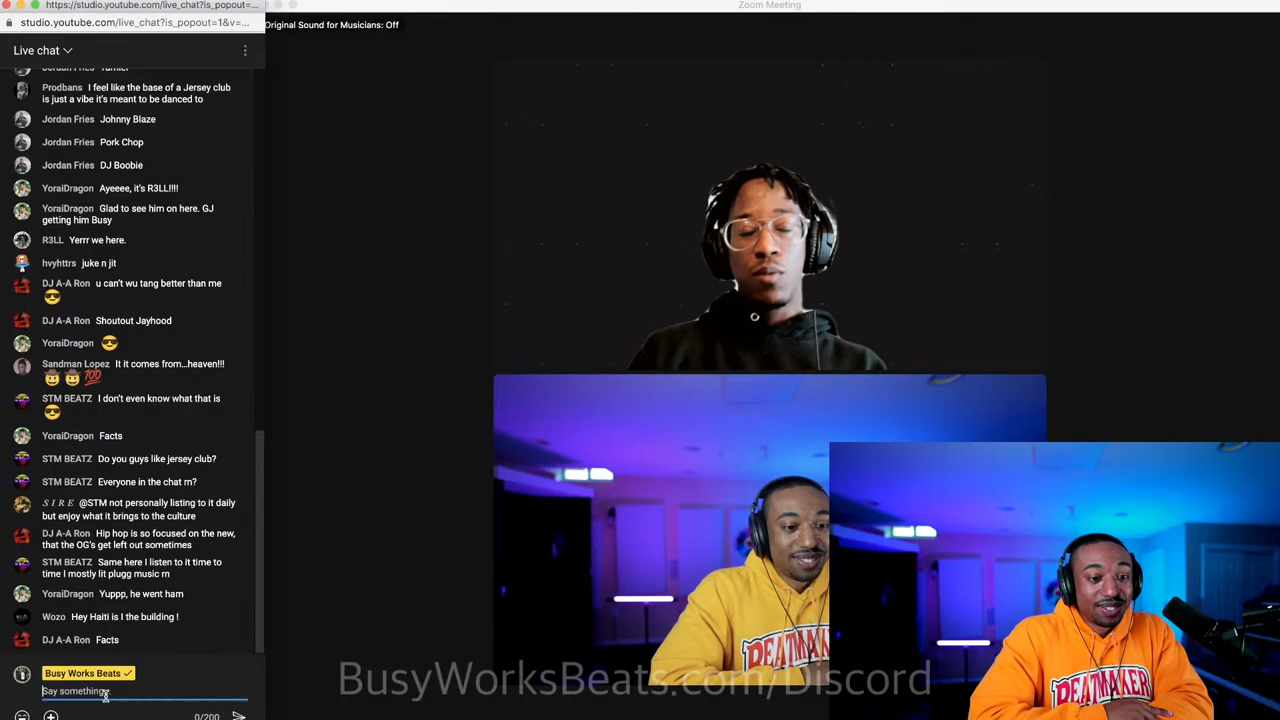 https://studio.youtube.com/live_chat?is_popout=...
Zoom Meeting
studio.youtube.com/live_chat?is_popout=1&v=...
Original Sound for Musicians: Off
Live chat
Prodbans I feel like the base of a Jersey club
is just a vibe it's meant to be danced to
Jordan Fries Johnny Blaze
Jordan Fries Pork Chop
Jordan Fries DJ Boobie
YoraiDragon Ayeeee, it's R3LL!!!!
YoraiDragon Glad to see him on here. GJ
getting him Busy
R3LL Yerrr we here.
hvyhttrs juke n jit
DJ A-A Ron u can't wu tang better than me
😎
DJ A-A Ron Shoutout Jayhood
YoraiDragon 😎
Sandman Lopez It it comes from...heaven!!!
🤠 🤠 💯
STM BEATZ I don't even know what that is
😎
YoraiDragon Facts
STM BEATZ Do you guys like jersey club?
STM BEATZ Everyone in the chat rn?
S I R E @STM not personally listing to it daily
but enjoy what it brings to the culture
DJ A-A Ron Hip hop is so focused on the new,
that the OG's get left out sometimes
STM BEATZ Same here I listen to it time to
time I mostly lit plugg music rn
YoraiDragon Yuppp, he went ham
Wozo Hey Haiti is I the building !
DJ A-A Ron Facts
Busy Works Beats ✓
Say something...
0/200
BEATMAKER
BusyWorksBeats.com/Discord